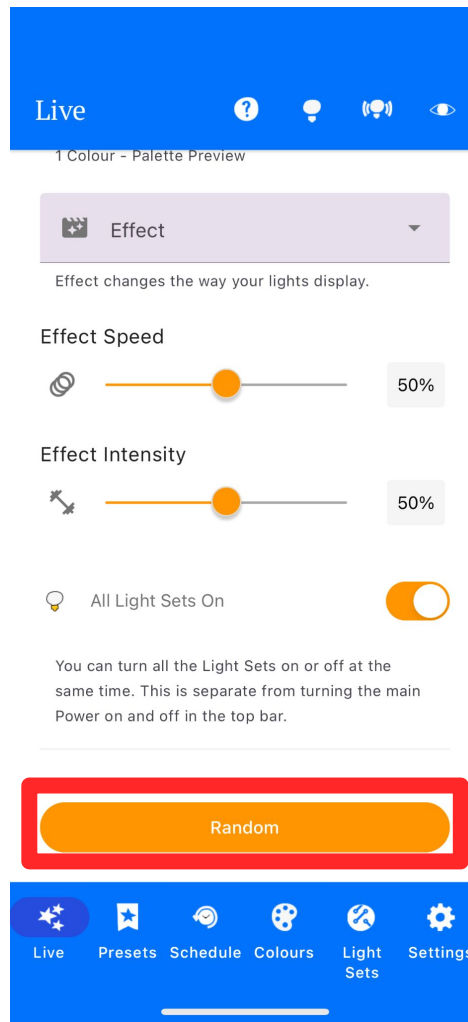 Live
?
1 Colour - Palette Preview
Effect
Effect changes the way your lights display.
Effect Speed
50%
Effect Intensity
50%
All Light Sets On
You can turn all the Light Sets on or off at the
same time. This is separate from turning the main
Power on and off in the top bar.
Random
Live Presets Schedule Colours Light Settings
Sets